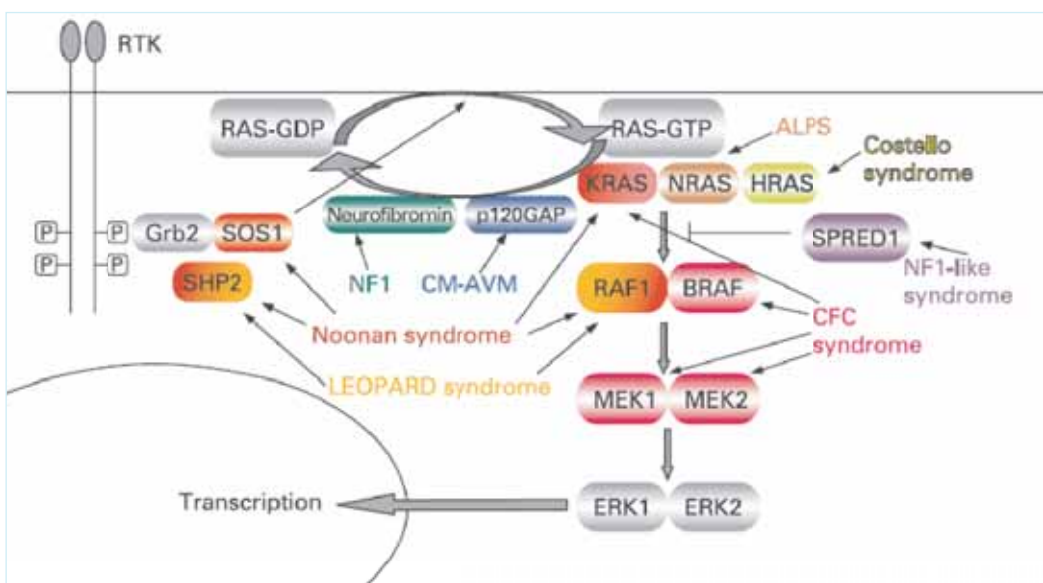 RTK
RAS-GDP
RAS-GTP
ALPS
Costello
syndrome
KRAS
NRAS
HRAS
Neurofibromin
p120GAP
P
P
Grb2
SOS1
SPRED1
P
P
SHP2
NF1
CM-AVM
RAF1
BRAF
NF1-like
syndrome
Noonan syndrome
CFC
syndrome
LEOPARD syndrome
MEK1
MEK2
Transcription
ERK1
ERK2